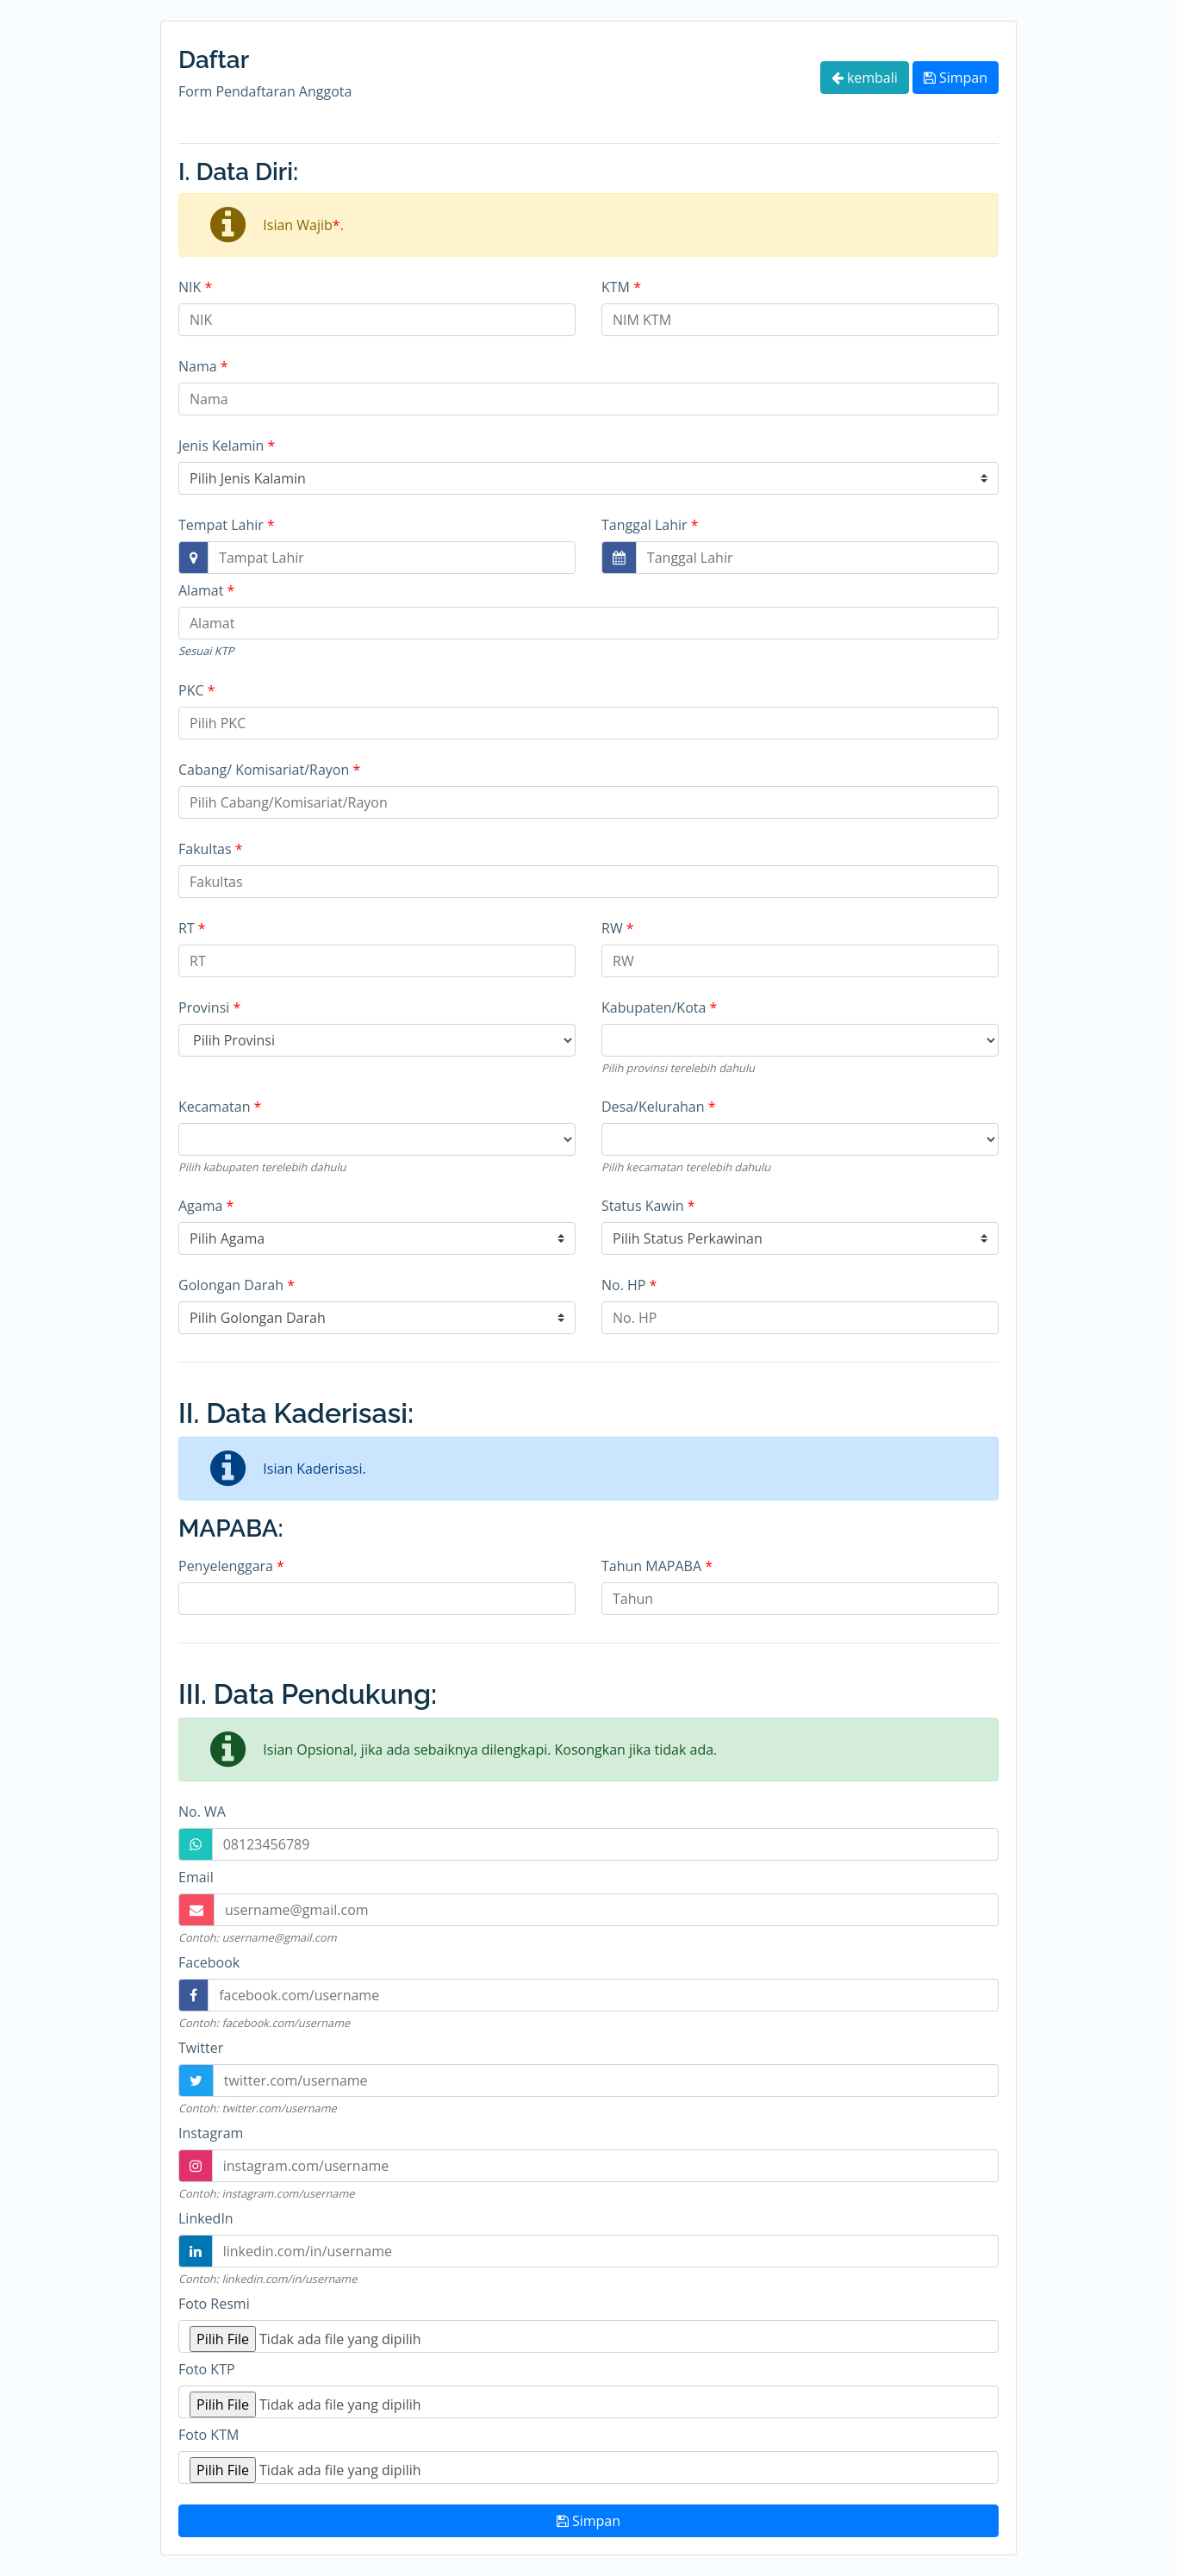 Daftar
Form Pendaftaran Anggota
kembali
Simpan
I. Data Diri:
Isian Wajib*.
NIK *
KTM *
NIK
NIM KTM
Nama *
Nama
Jenis Kelamin *
Pilih Jenis Kalamin
Tempat Lahir *
Tanggal Lahir *
Tampat Lahir
Tanggal Lahir
Alamat *
Alamat
Sesuai KTP
PKC *
Pilih PKC
Cabang/ Komisariat/Rayon *
Pilih Cabang/Komisariat/Rayon
Fakultas *
Fakultas
RT *
RW *
RT
RW
Provinsi *
Kabupaten/Kota *
Pilih Provinsi
Pilih provinsi terelebih dahulu
Kecamatan *
Desa/Kelurahan *
Pilih kabupaten terelebih dahulu
Pilih kecamatan terelebih dahulu
Agama *
Status Kawin *
Pilih Agama
Pilih Status Perkawinan
Golongan Darah *
No. HP *
Pilih Golongan Darah
No. HP
II. Data Kaderisasi:
Isian Kaderisasi.
MAPABA:
Penyelenggara *
Tahun MAPABA *
Tahun
III. Data Pendukung:
Isian Opsional, jika ada sebaiknya dilengkapi. Kosongkan jika tidak ada.
No. WA
08123456789
Email
username@gmail.com
Contoh: username@gmail.com
Facebook
facebook.com/username
Contoh: facebook.com/username
Twitter
twitter.com/username
Contoh: twitter.com/username
Instagram
instagram.com/username
Contoh: instagram.com/username
LinkedIn
linkedin.com/in/username
Contoh: linkedin.com/in/username
Foto Resmi
Pilih File Tidak ada file yang dipilih
Foto KTP
Pilih File Tidak ada file yang dipilih
Foto KTM
Pilih File Tidak ada file yang dipilih
Simpan